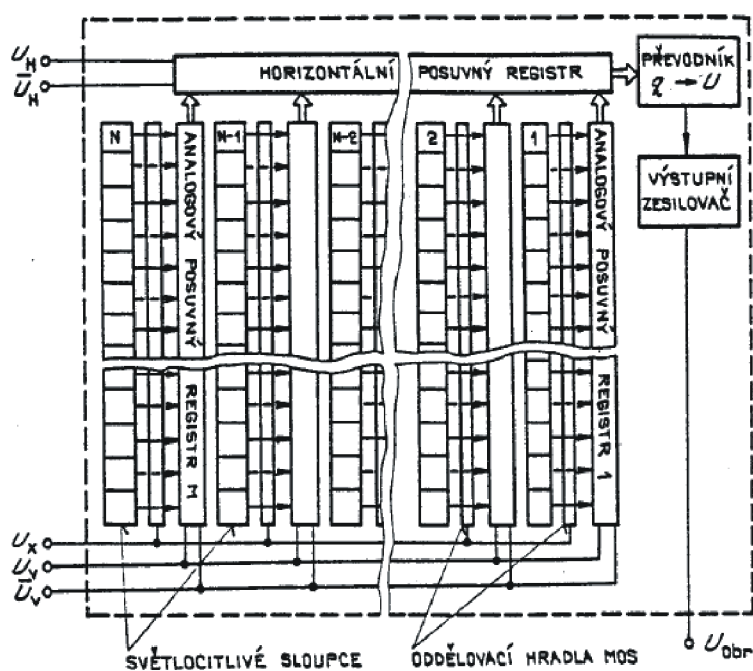 U_H
Ū_H
HORIZONTÁLNÍ POSUVNÝ REGISTR
PŘEVODNÍK
q → U
VÝSTUPNÍ
ZESILOVAČ
N
ANALOGOVÝ POSUVNÝ REGISTR M
N-1
N-2
2
1
ANALOGOVÝ POSUVNÝ REGISTR 1
U_x
U_v
Ū_v
SVĚTLOCITLIVÉ SLOUPCE
ODDĚLOVACÍ HRADLA MOS
U_obr